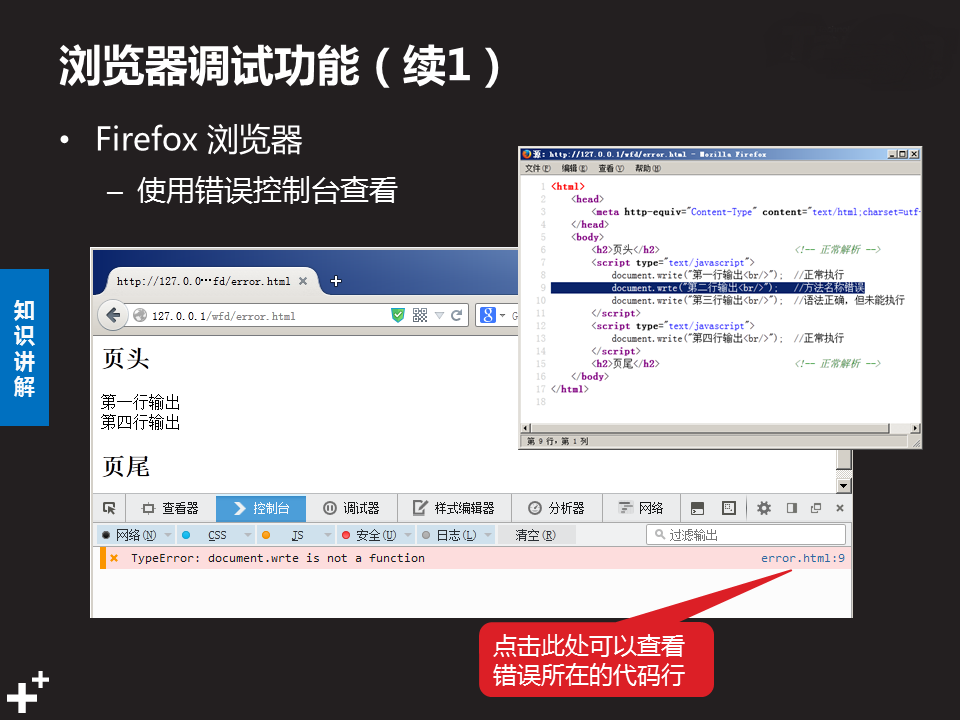 浏览器调试功能（续1）
• Firefox 浏览器
– 使用错误控制台查看
知识讲解
源: http://127.0.0.1/wfd/error.html - Mozilla Firefox
文件(F) 编辑(E) 查看(V) 帮助(H)
1 <html>
2 <head>
3 <meta http-equiv="Content-Type" content="text/html;charset=utf-
4 </head>
5 <body>
6 <h2>页头</h2> <!-- 正常解析 -->
7 <script type="text/javascript">
8 document.write("第一行输出<br/>"); //正常执行
9 document.wrte("第二行输出<br/>"); //方法名称错误
10 document.write("第三行输出<br/>"); //语法正确，但未能执行
11 </script>
12 <script type="text/javascript">
13 document.write("第四行输出<br/>"); //正常执行
14 </script>
15 <h2>页尾</h2> <!-- 正常解析 -->
16 </body>
17 </html>
18
第 9 行，第 1 列
http://127.0.0···fd/error.html × +
127.0.0.1/wfd/error.html 8 G
页头
第一行输出
第四行输出
页尾
查看器 控制台 调试器 样式编辑器 分析器 网络
网络(N) CSS JS 安全(U) 日志(L) 清空(R) 过滤输出
× TypeError: document.wrte is not a function error.html:9
点击此处可以查看
错误所在的代码行